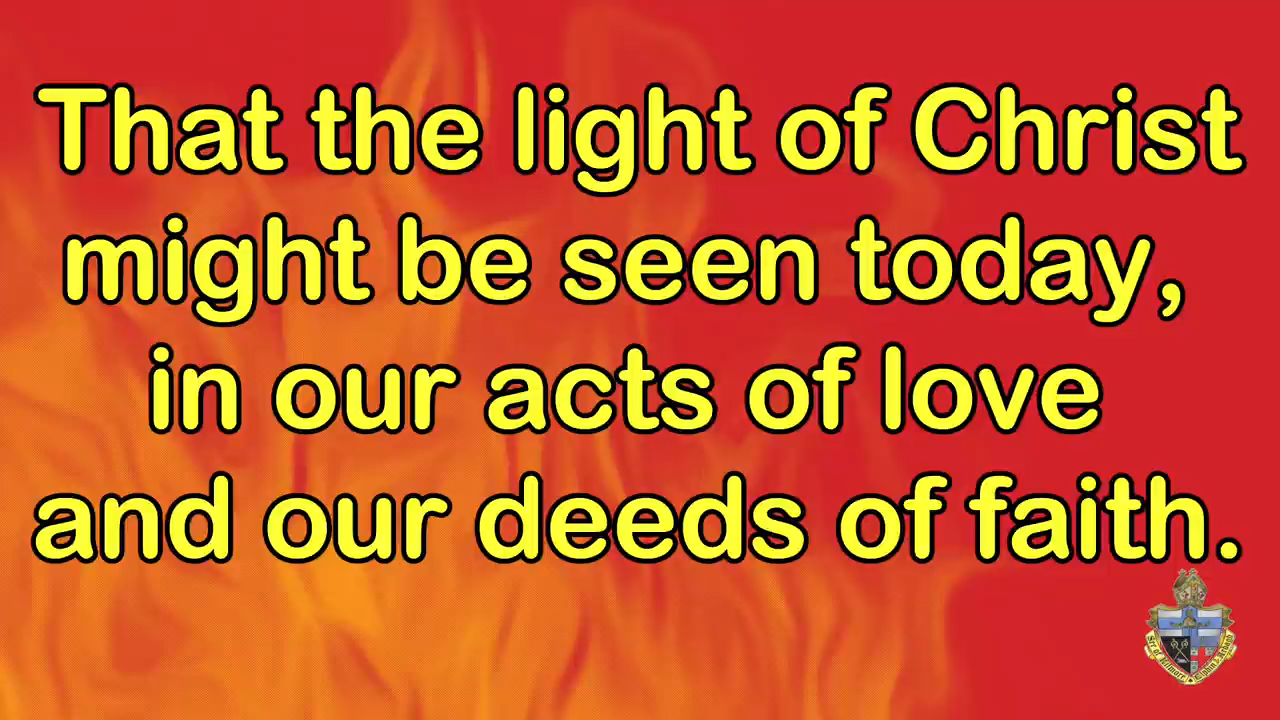 That the light of Christ
might be seen today,
in our acts of love
and our deeds of faith.